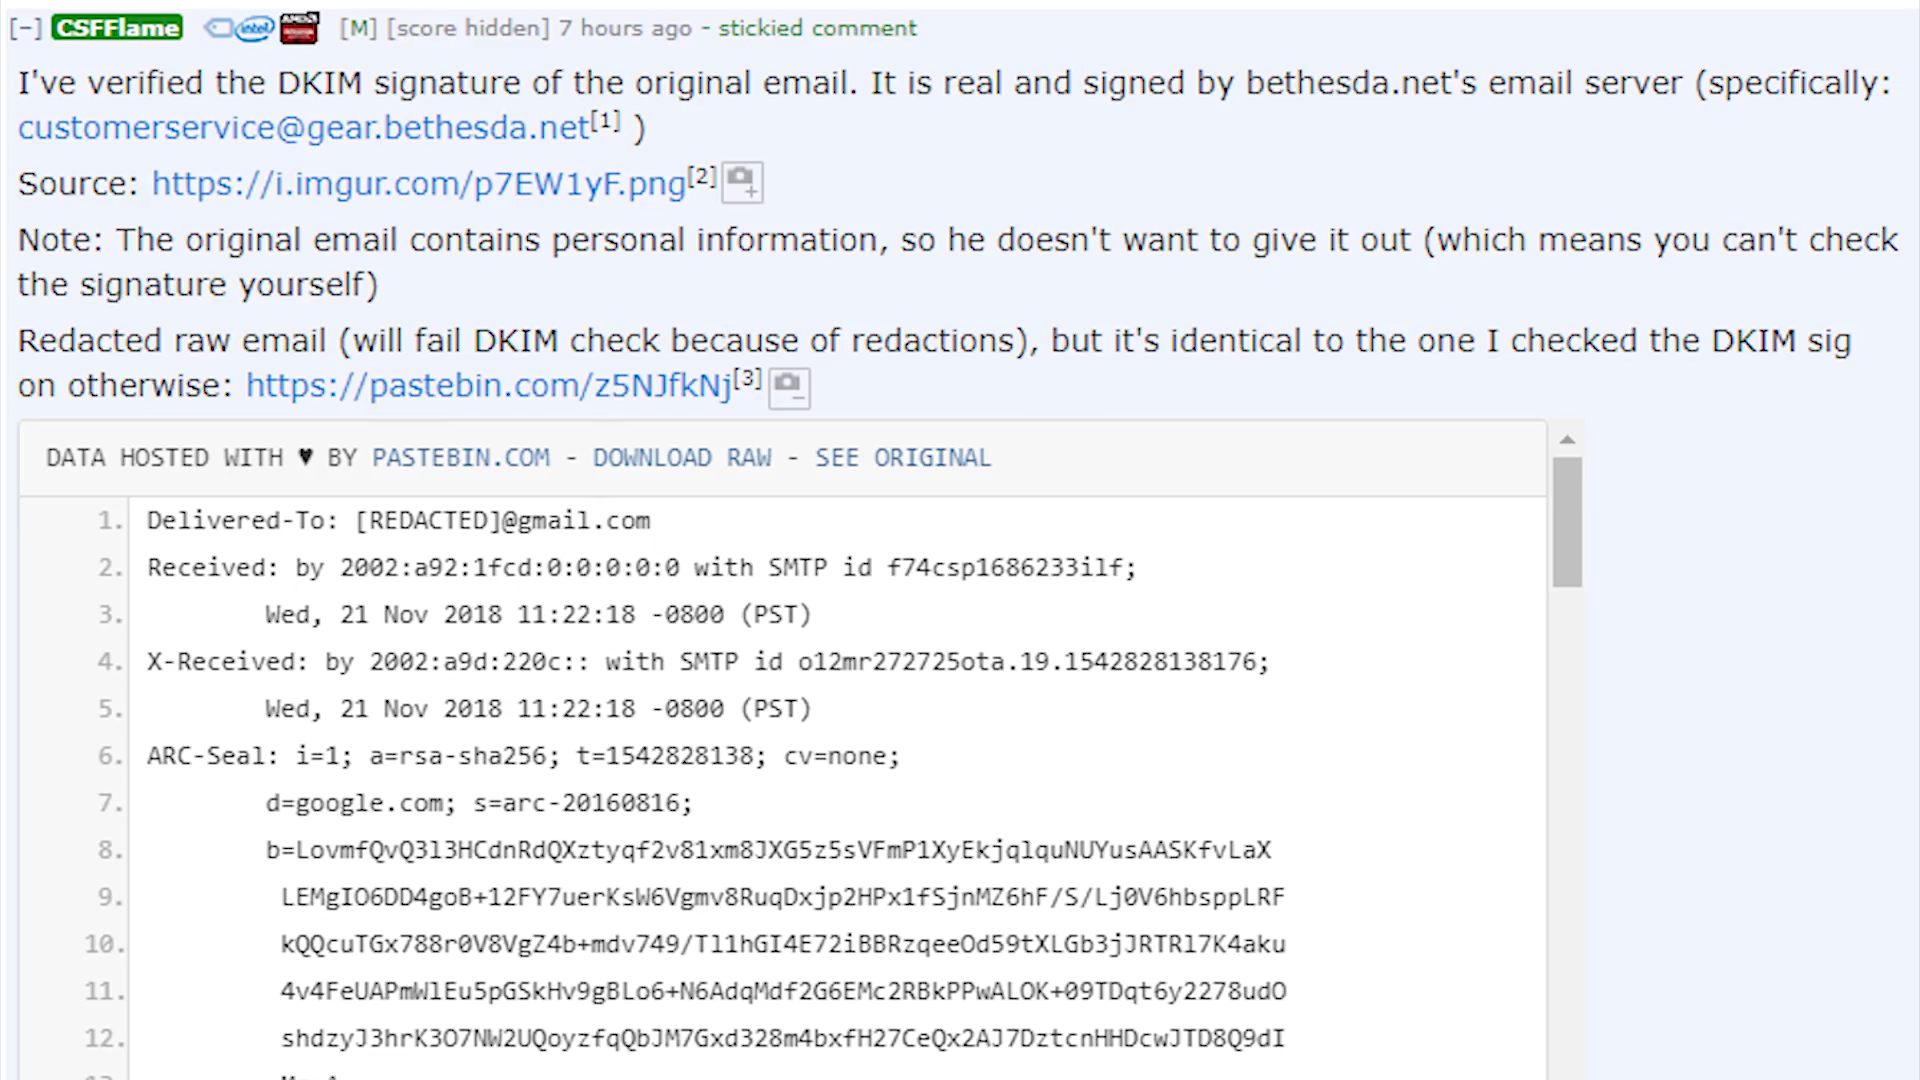 [−] CSFFlame intel AMD [M] [score hidden] 7 hours ago - stickied comment
I've verified the DKIM signature of the original email. It is real and signed by bethesda.net's email server (specifically:
customerservice@gear.bethesda.net[1] )
Source: https://i.imgur.com/p7EW1yF.png[2]
Note: The original email contains personal information, so he doesn't want to give it out (which means you can't check
the signature yourself)
Redacted raw email (will fail DKIM check because of redactions), but it's identical to the one I checked the DKIM sig
on otherwise: https://pastebin.com/z5NJfkNj[3]
DATA HOSTED WITH ♥ BY PASTEBIN.COM - DOWNLOAD RAW - SEE ORIGINAL
1. Delivered-To: [REDACTED]@gmail.com
2. Received: by 2002:a92:1fcd:0:0:0:0:0 with SMTP id f74csp1686233ilf;
3. Wed, 21 Nov 2018 11:22:18 -0800 (PST)
4. X-Received: by 2002:a9d:220c:: with SMTP id o12mr272725ota.19.1542828138176;
5. Wed, 21 Nov 2018 11:22:18 -0800 (PST)
6. ARC-Seal: i=1; a=rsa-sha256; t=1542828138; cv=none;
7. d=google.com; s=arc-20160816;
8. b=LovmfQvQ3l3HCdnRdQXztyqf2v81xm8JXG5z5sVFmP1XyEkjqlquNUYusAASKfvLaX
9. LEMgIO6DD4goB+12FY7uerKsW6Vgmv8RuqDxjp2HPx1fSjnMZ6hF/S/Lj0V6hbsppLRF
10. kQQcuTGx788r0V8VgZ4b+mdv749/Tl1hGI4E72iBBRzqeeOd59tXLGb3jJRTRl7K4aku
11. 4v4FeUAPmWlEu5pGSkHv9gBLo6+N6AdqMdf2G6EMc2RBkPPwALOK+09TDqt6y2278udO
12. shdzyJ3hrK3O7NW2UQoyzfqQbJM7Gxd328m4bxfH27CeQx2AJ7DztcnHHDcwJTD8Q9dI